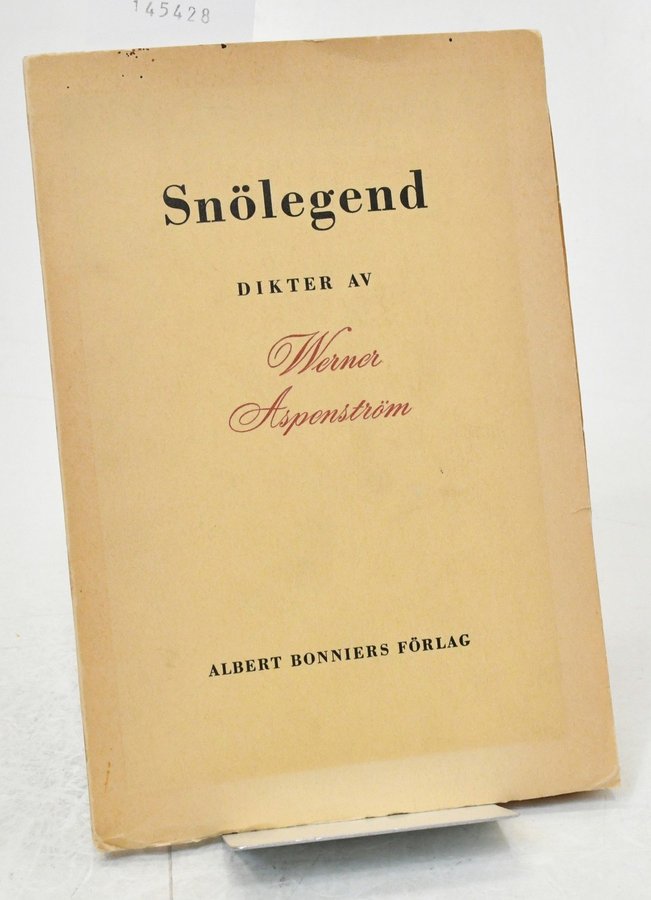 145428
Snölegend
DIKTER AV
Werner
Aspenström
ALBERT BONNIERS FÖRLAG